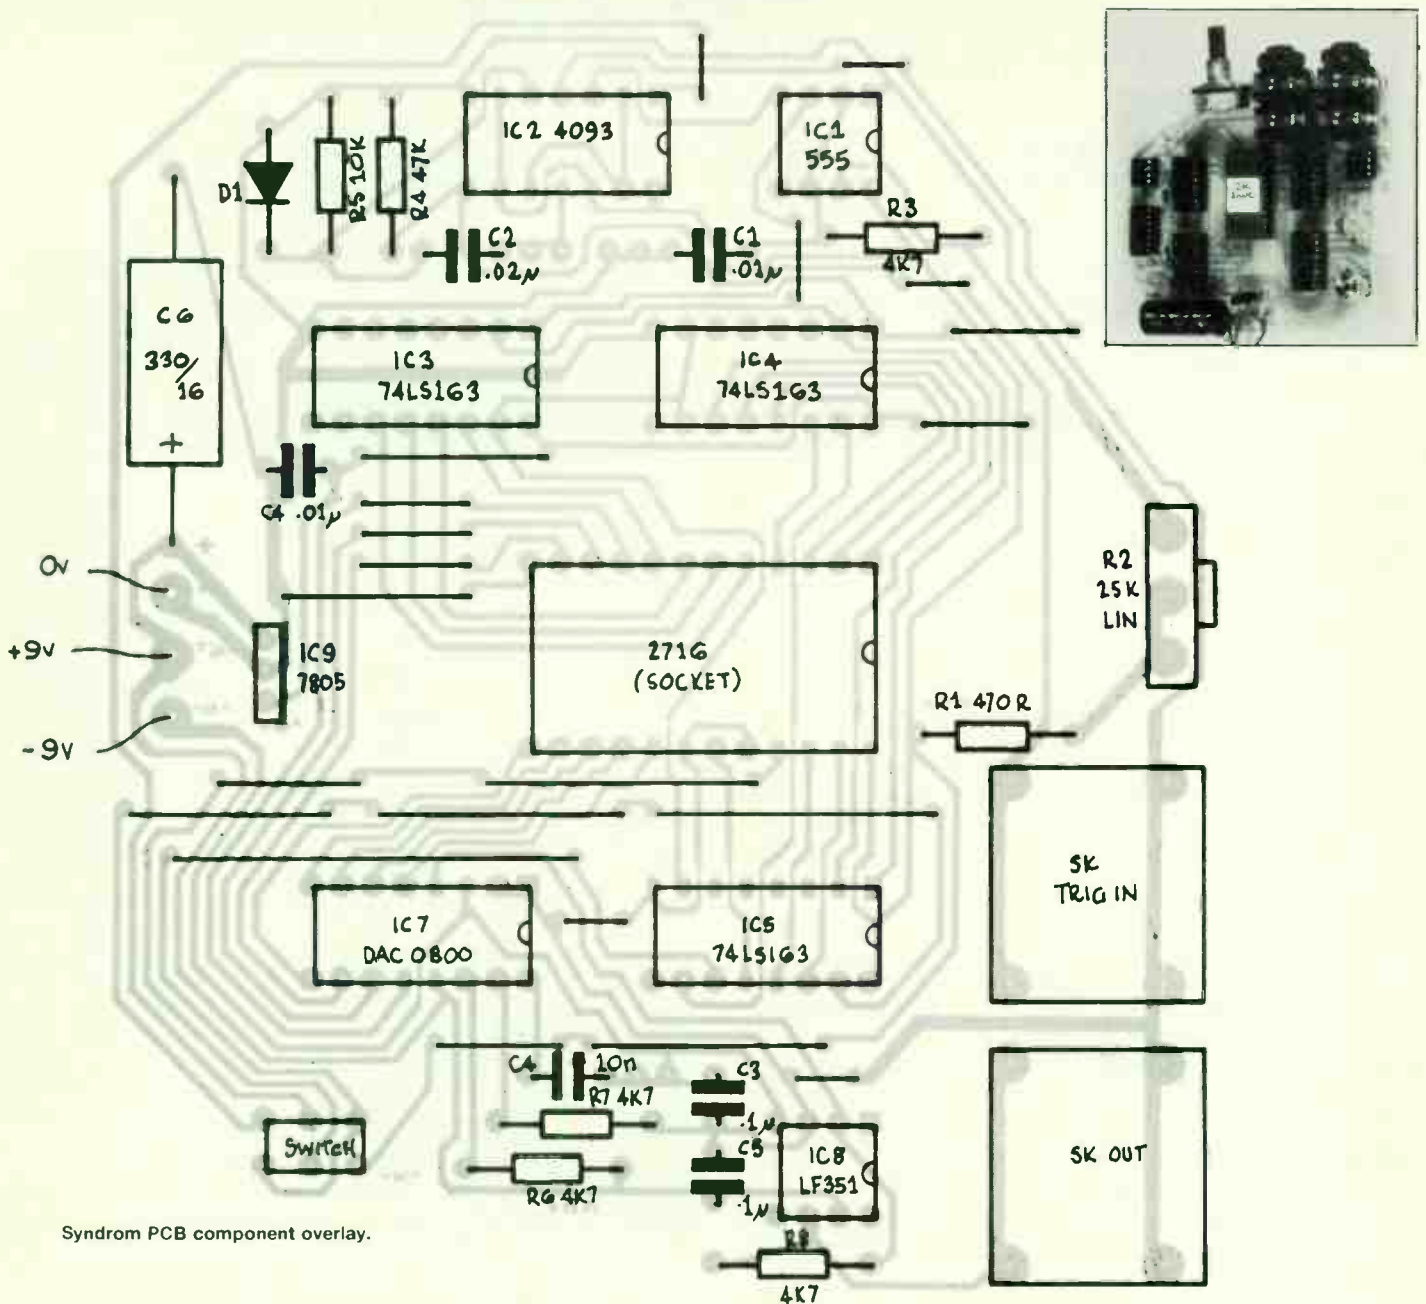 IC2 4093
IC1
555
D1
R5 10K
R4 47K
C2
.02µ
C1
.01µ
R3
4K7
C6
330/
16
+
IC3
74LS163
IC4
74LS163
C4 .01µ
0v
+9v
-9v
IC9
7805
2716
(SOCKET)
R2
25K
LIN
R1 470R
SK
TRIG IN
IC7
DAC 0800
IC5
74LS163
C4
10n
R7 4K7
C3
.1µ
SWITCH
R6 4K7
C5
.1µ
IC8
LF351
SK OUT
R8
4K7
Syndrom PCB component overlay.